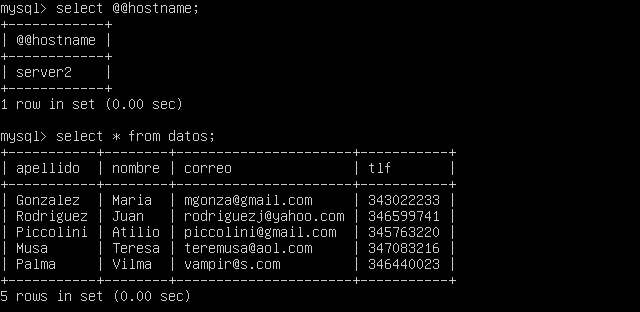 mysql> select @@hostname;
+------------+
| @@hostname |
+------------+
| server2    |
+------------+
1 row in set (0.00 sec)

mysql> select * from datos;
+-----------+--------+----------------------+-----------+
| apellido  | nombre | correo               | tlf       |
+-----------+--------+----------------------+-----------+
| Gonzalez  | Maria  | mgonza@gmail.com     | 343022233 |
| Rodriguez | Juan   | rodriguezj@yahoo.com | 346599741 |
| Piccolini | Atilio | piccolini@gmail.com  | 345763220 |
| Musa      | Teresa | teremusa@aol.com     | 347083216 |
| Palma     | Vilma  | vampir@s.com         | 346440023 |
+-----------+--------+----------------------+-----------+
5 rows in set (0.00 sec)